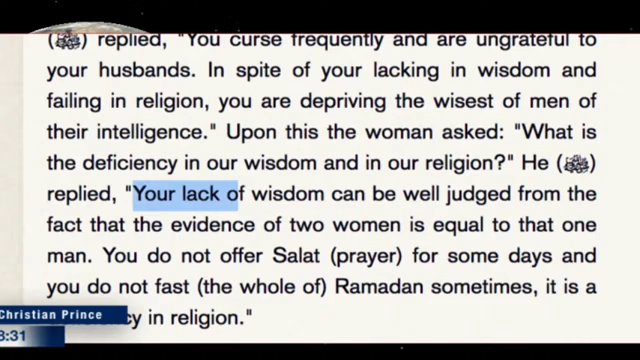 (ﷺ) replied, "You curse frequently and are ungrateful to
your husbands. In spite of your lacking in wisdom and
failing in religion, you are depriving the wisest of men of
their intelligence." Upon this the woman asked: "What is
the deficiency in our wisdom and in our religion?" He (ﷺ)
replied, "Your lack of wisdom can be well judged from the
fact that the evidence of two women is equal to that one
man. You do not offer Salat (prayer) for some days and
you do not fast (the whole of) Ramadan sometimes, it is a
cy in religion."
Christian Prince
8:31